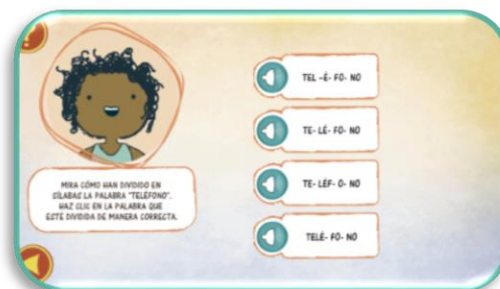 MIRA CÓMO HAN DIVIDIDO EN
SÍLABAS LA PALABRA "TELÉFONO".
HAZ CLIC EN LA PALABRA QUE
ESTÉ DIVIDIDA DE MANERA CORRECTA.
TEL -É- FO- NO
TE- LÉ- FO- NO
TE- LÉF- O- NO
TELÉ- FO- NO